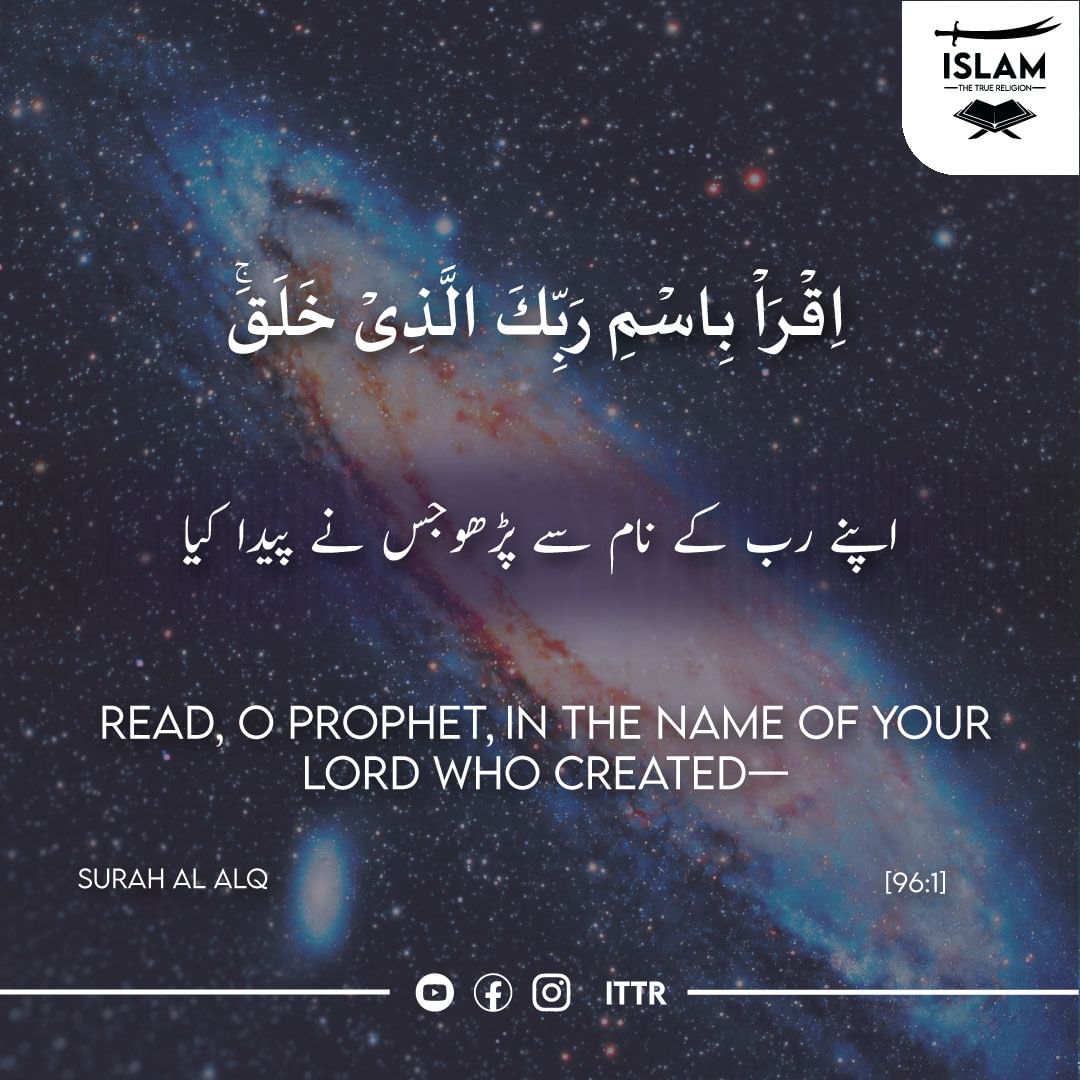 ISLAM
THE TRUE RELIGION
اِقۡرَاۡ بِاسۡمِ رَبِّكَ الَّذِىۡ خَلَقَ​ۚ
اپنے رب کے نام سے پڑھو جس نے پیدا کیا
READ, O PROPHET, IN THE NAME OF YOUR
LORD WHO CREATED—
SURAH AL ALQ
[96:1]
ITTR